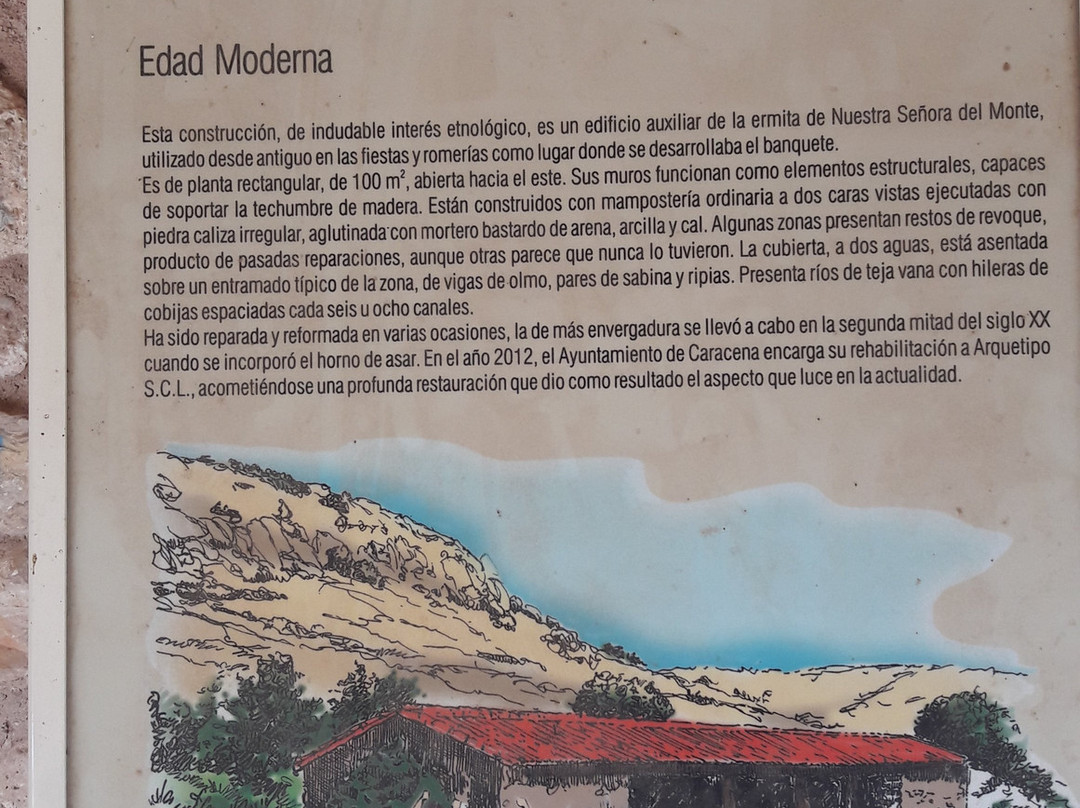 Edad Moderna
Esta construcción, de indudable interés etnológico, es un edificio auxiliar de la ermita de Nuestra Señora del Monte,
utilizado desde antiguo en las fiestas y romerías como lugar donde se desarrollaba el banquete.
Es de planta rectangular, de 100 m², abierta hacia el este. Sus muros funcionan como elementos estructurales, capaces
de soportar la techumbre de madera. Están construidos con mampostería ordinaria a dos caras vistas ejecutadas con
piedra caliza irregular, aglutinada con mortero bastardo de arena, arcilla y cal. Algunas zonas presentan restos de revoque,
producto de pasadas reparaciones, aunque otras parece que nunca lo tuvieron. La cubierta, a dos aguas, está asentada
sobre un entramado típico de la zona, de vigas de olmo, pares de sabina y ripias. Presenta ríos de teja vana con hileras de
cobijas espaciadas cada seis u ocho canales.
Ha sido reparada y reformada en varias ocasiones, la de más envergadura se llevó a cabo en la segunda mitad del siglo XX
cuando se incorporó el horno de asar. En el año 2012, el Ayuntamiento de Caracena encarga su rehabilitación a Arquetipo
S.C.L., acometiéndose una profunda restauración que dio como resultado el aspecto que luce en la actualidad.